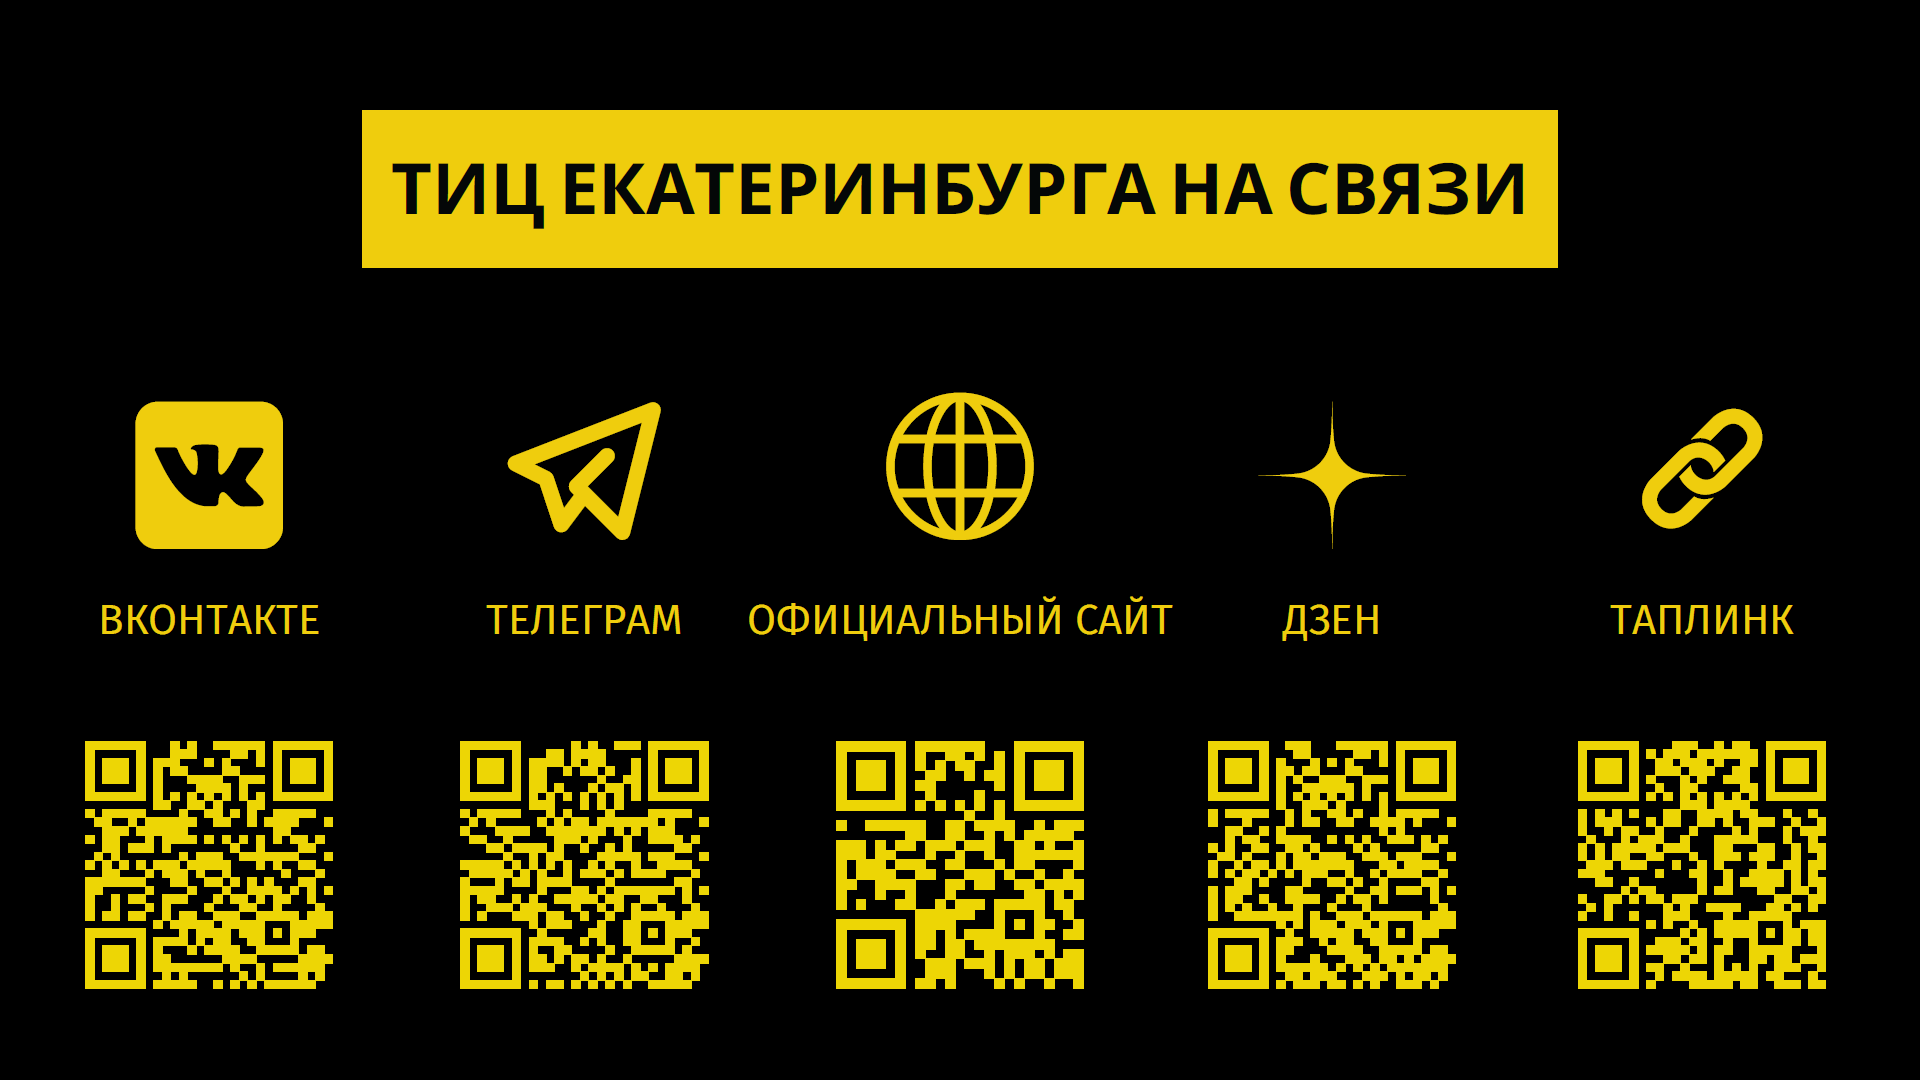 ТИЦ ЕКАТЕРИНБУРГА НА СВЯЗИ
ВКОНТАКТЕ
ТЕЛЕГРАМ
ОФИЦИАЛЬНЫЙ САЙТ
ДЗЕН
ТАПЛИНК